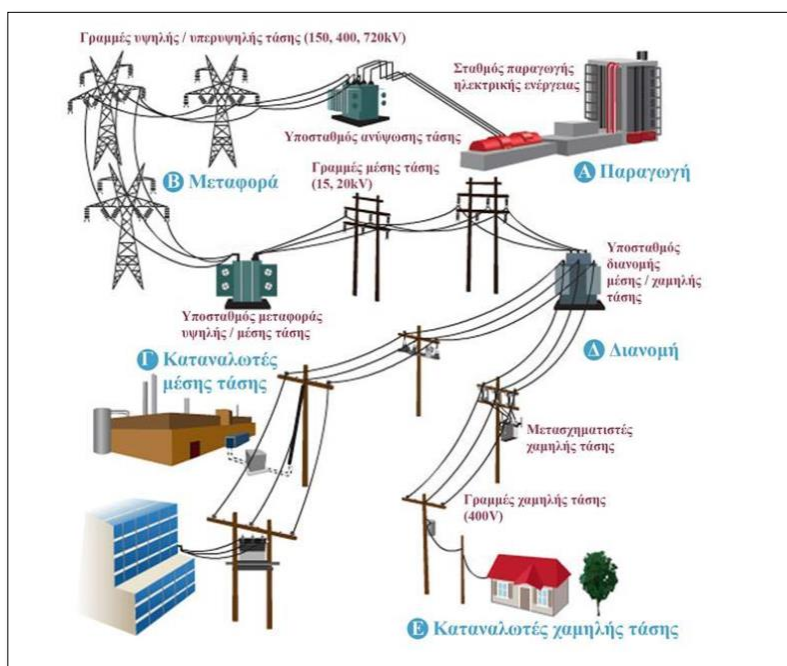 Γραμμές υψηλής / υπερυψηλής τάσης (150, 400, 720kV)
Σταθμός παραγωγής
ηλεκτρικής ενέργειας
Υποσταθμός ανύψωσης τάσης
Α Παραγωγή
Β Μεταφορά
Γραμμές μέσης τάσης
(15, 20kV)
Υποσταθμός
διανομής
μέσης / χαμηλής
τάσης
Υποσταθμός μεταφοράς
υψηλής / μέσης τάσης
Γ Καταναλωτές
μέσης τάσης
Δ Διανομή
Μετασχηματιστές
χαμηλής τάσης
Γραμμές χαμηλής τάσης
(400V)
Ε Καταναλωτές χαμηλής τάσης